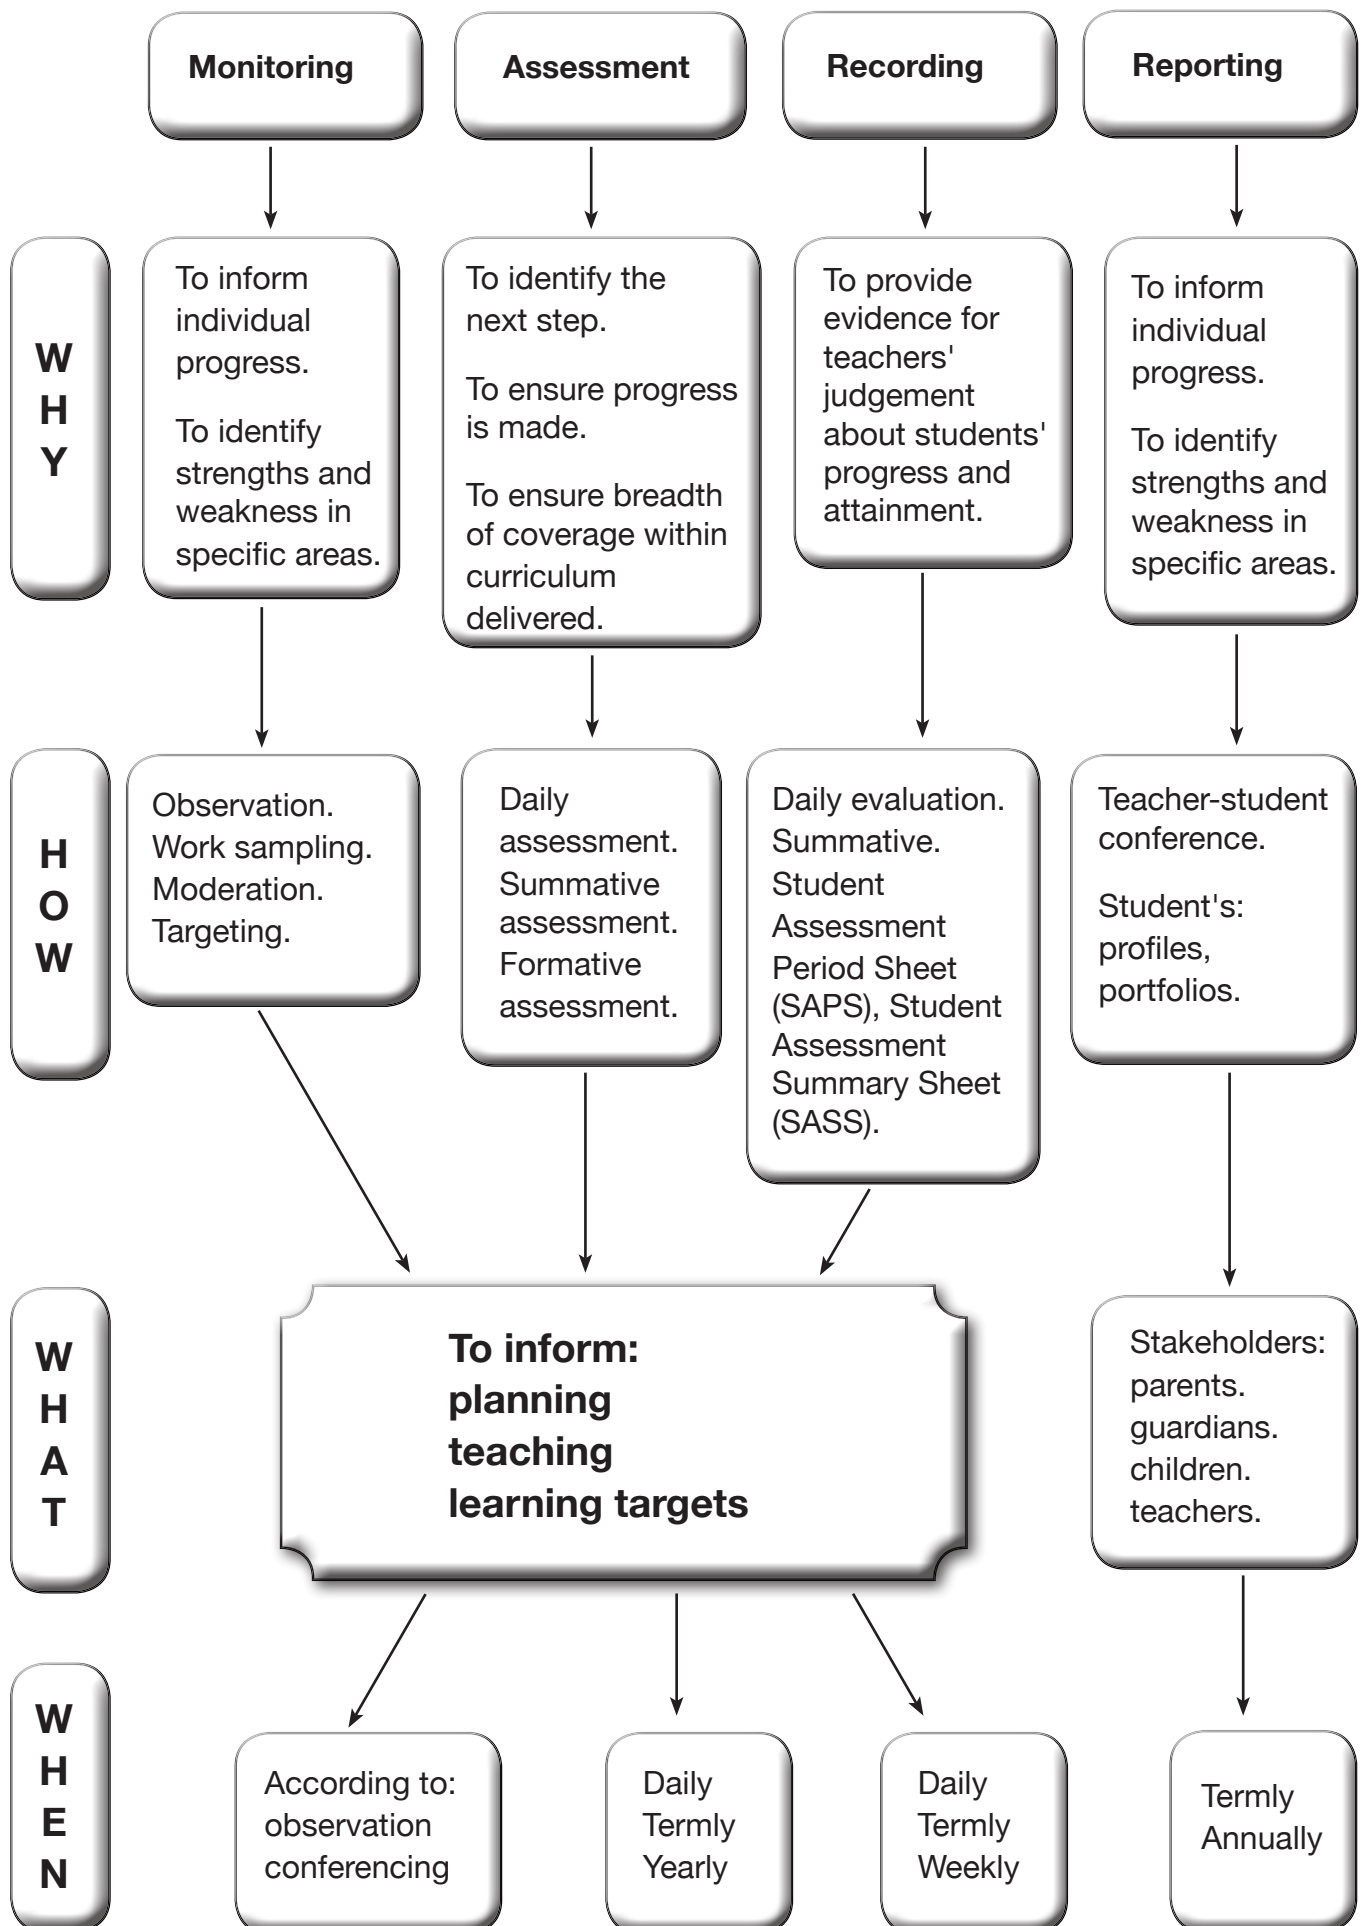 Monitoring
Assessment
Recording
Reporting
W
H
Y
To inform
individual
progress.
To identify
strengths and
weakness in
specific areas.
To identify the
next step.
To ensure progress
is made.
To ensure breadth
of coverage within
curriculum
delivered.
To provide
evidence for
teachers'
judgement
about students'
progress and
attainment.
To inform
individual
progress.
To identify
strengths and
weakness in
specific areas.
H
O
W
Observation.
Work sampling.
Moderation.
Targeting.
Daily
assessment.
Summative
assessment.
Formative
assessment.
Daily evaluation.
Summative.
Student
Assessment
Period Sheet
(SAPS), Student
Assessment
Summary Sheet
(SASS).
Teacher-student
conference.
Student's:
profiles,
portfolios.
W
H
A
T
To inform:
planning
teaching
learning targets
Stakeholders:
parents.
guardians.
children.
teachers.
W
H
E
N
According to:
observation
conferencing
Daily
Termly
Yearly
Daily
Termly
Weekly
Termly
Annually